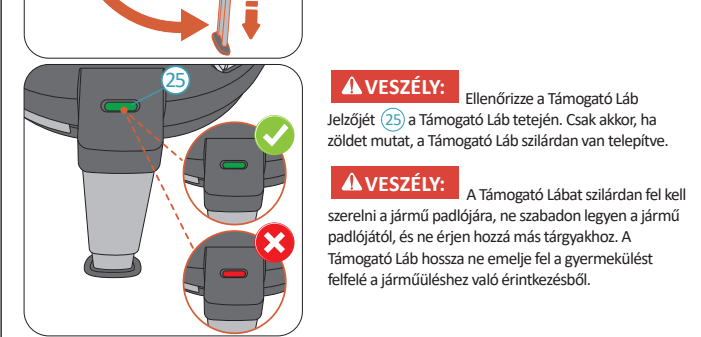 25
VESZÉLY: Ellenőrizze a Támogató Láb
Jelzőjét 25 a Támogató Láb tetején. Csak akkor, ha
zöldet mutat, a Támogató Láb szilárdan van telepítve.
VESZÉLY: A Támogató Lábat szilárdan fel kell
szerelni a jármű padlójára, ne szabadon legyen a jármű
padlójától, és ne érjen hozzá más tárgyakhoz. A
Támogató Láb hossza ne emelje fel a gyermekülést
felfelé a járműüléshez való érintkezésből.